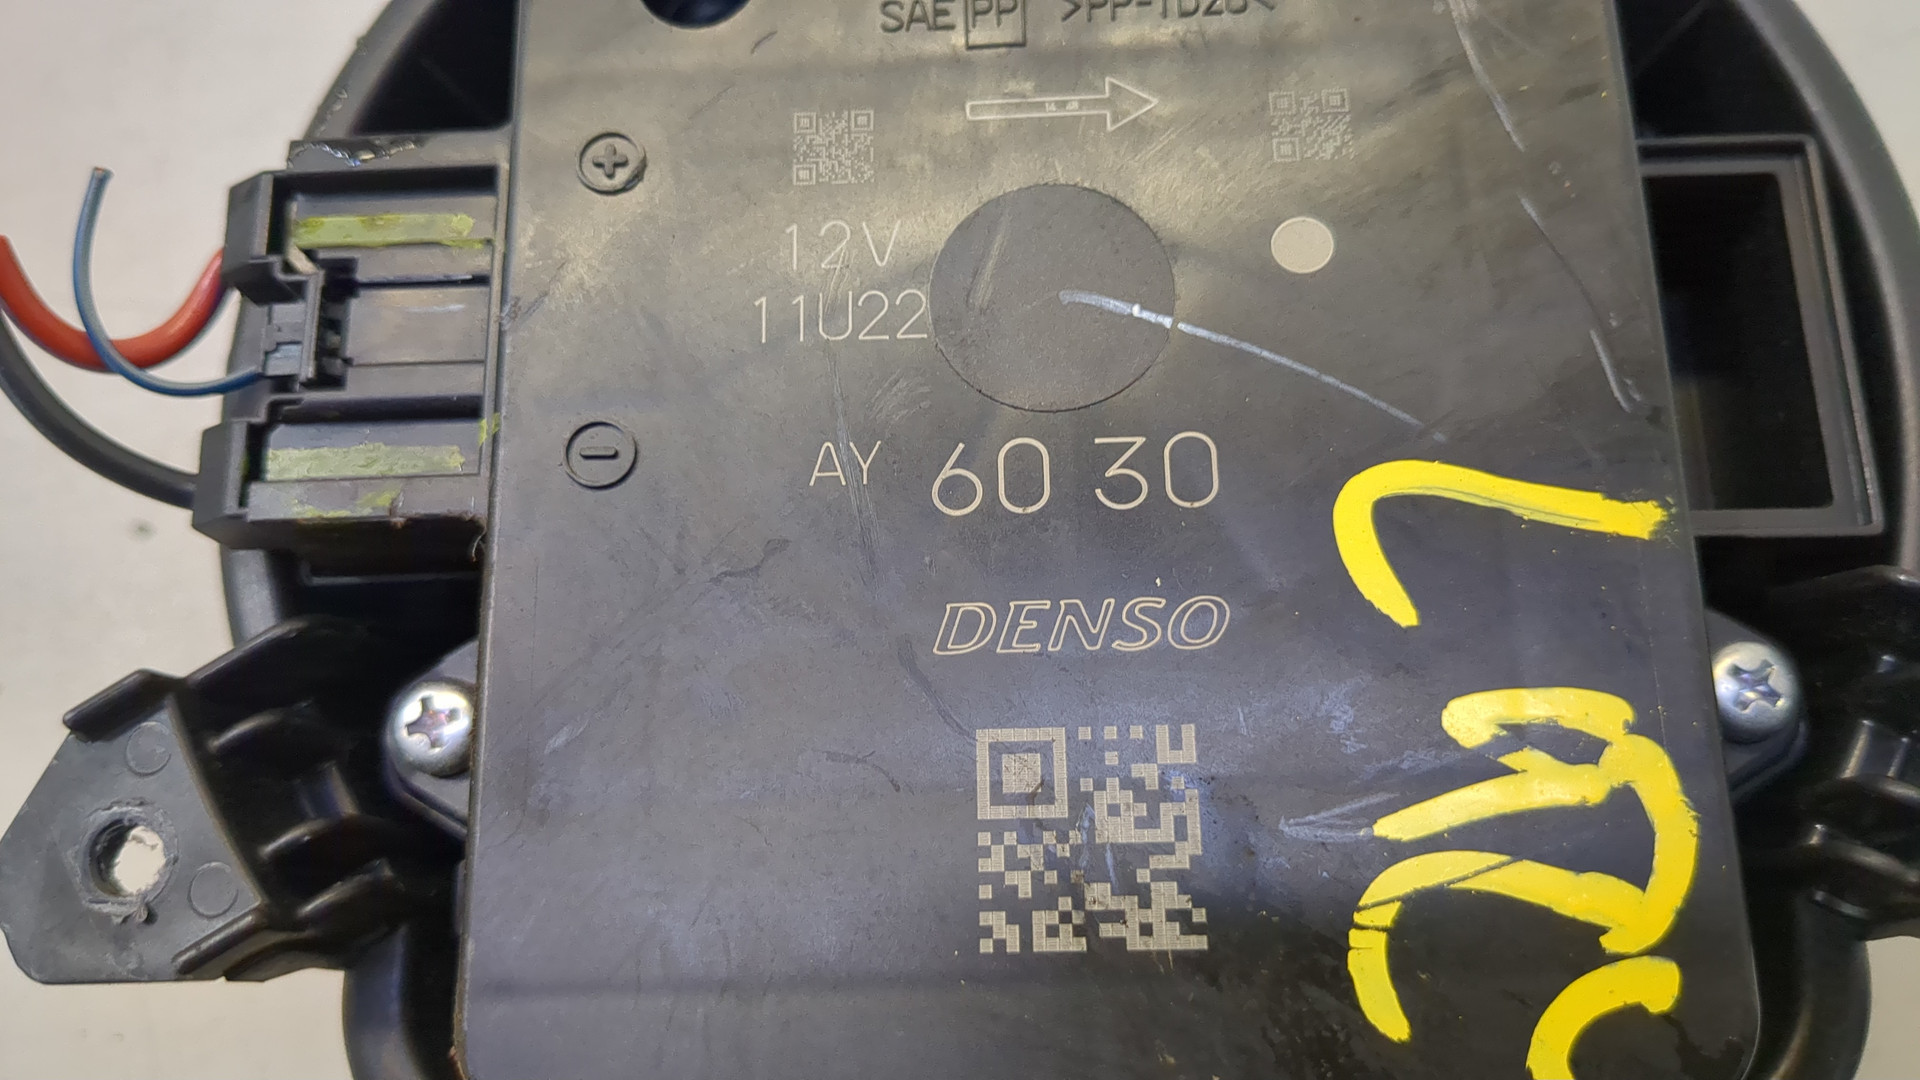 SAE PP >PP-TD20<
12V
11U22
AY 60 30
DENSO